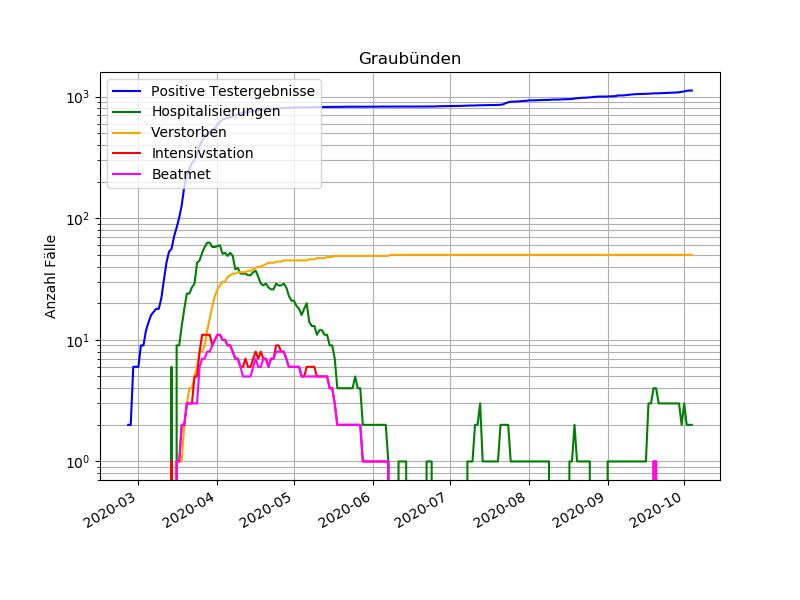 Graubünden
Positive Testergebnisse
Hospitalisierungen
Verstorben
Intensivstation
Beatmet
Anzahl Fälle
10³
10²
10¹
10⁰
2020-03
2020-04
2020-05
2020-06
2020-07
2020-08
2020-09
2020-10